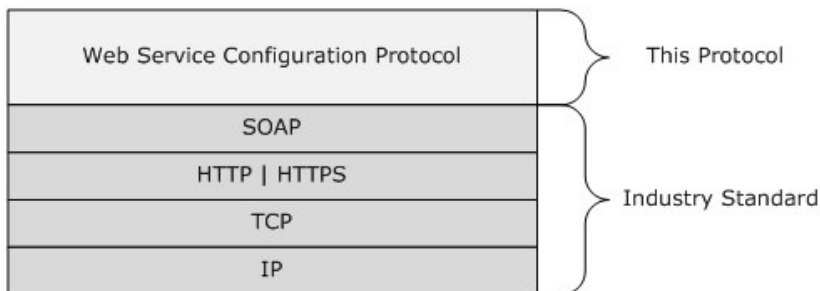 Web Service Configuration Protocol
This Protocol
SOAP
HTTP | HTTPS
Industry Standard
TCP
IP